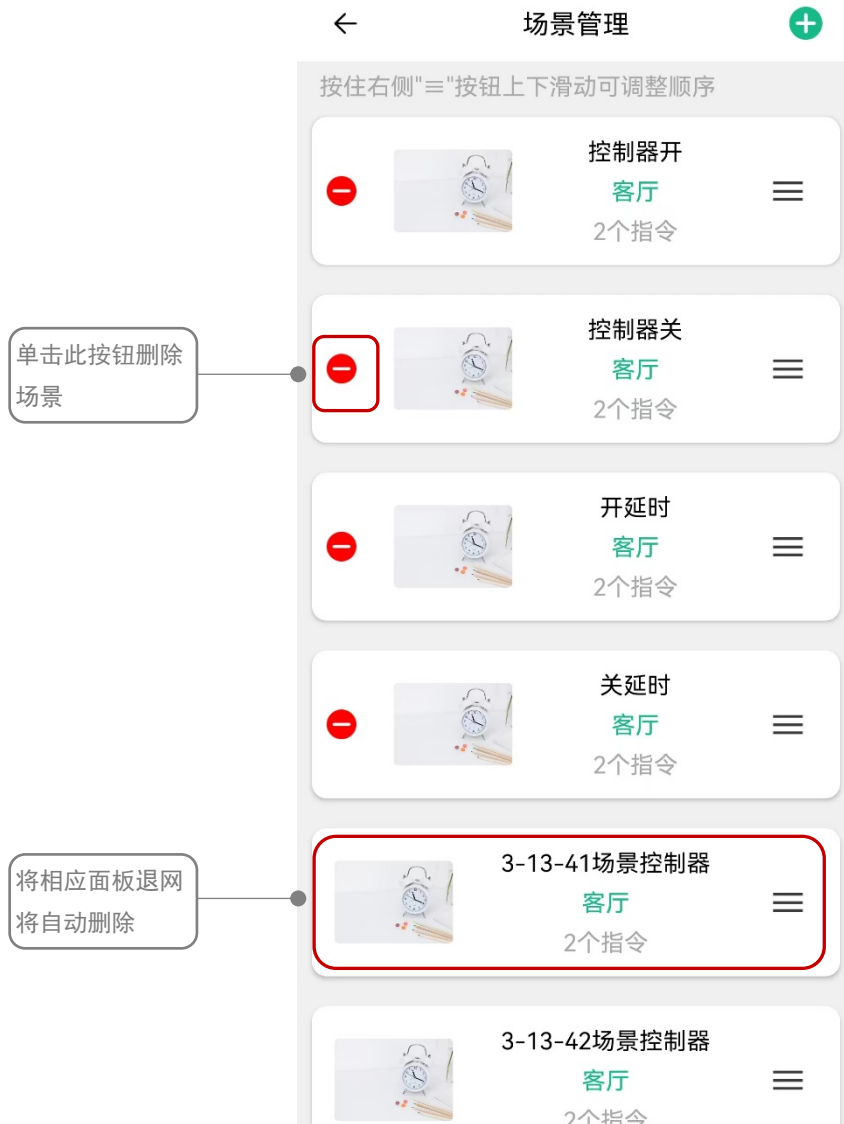 场景管理
按住右侧"≡"按钮上下滑动可调整顺序
控制器开
客厅
2个指令
单击此按钮删除
场景
控制器关
客厅
2个指令
开延时
客厅
2个指令
关延时
客厅
2个指令
将相应面板退网
将自动删除
3-13-41场景控制器
客厅
2个指令
3-13-42场景控制器
客厅
2个指令